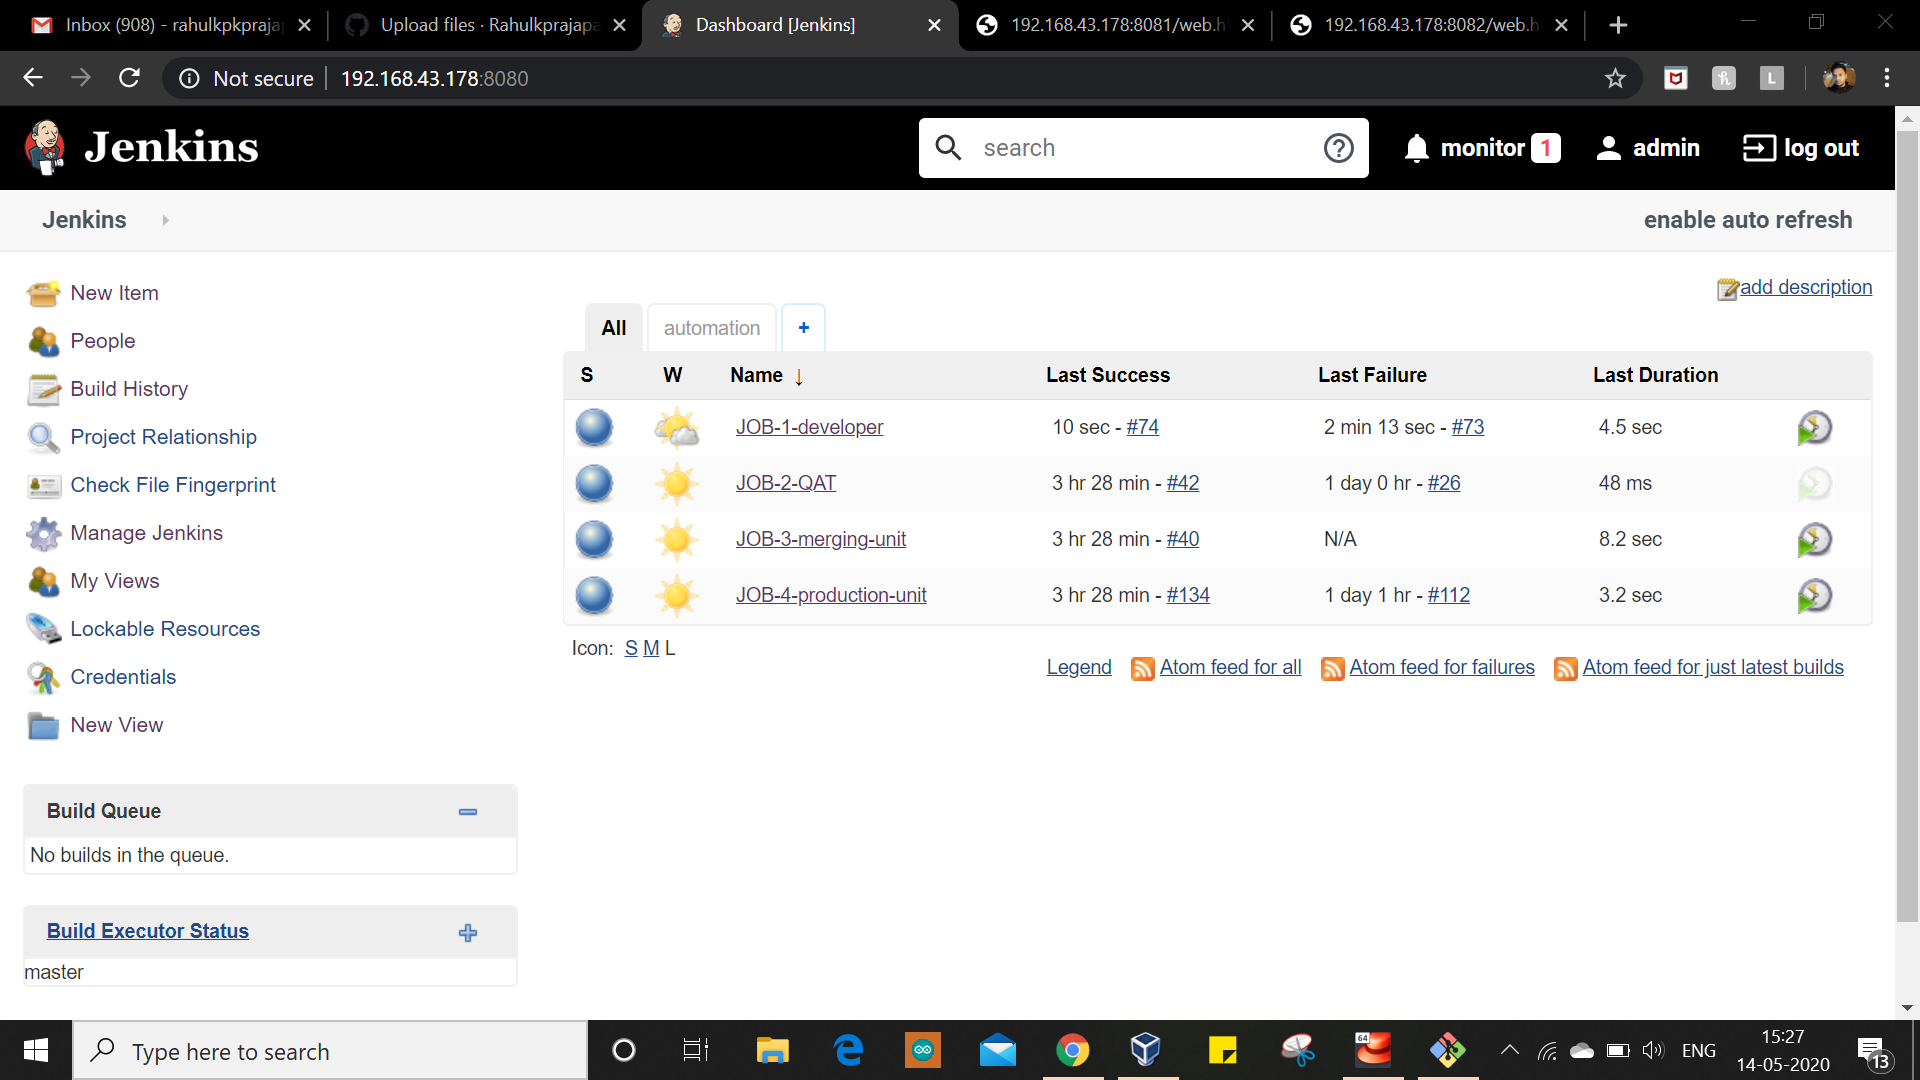 Inbox (908) - rahulkpkpraja
Upload files · Rahulkprajapa
Dashboard [Jenkins]
192.168.43.178:8081/web.h
192.168.43.178:8082/web.h
Not secure
192.168.43.178:8080
L
Jenkins
search
monitor 1
admin
log out
Jenkins
enable auto refresh
New Item
People
Build History
Project Relationship
Check File Fingerprint
Manage Jenkins
My Views
Lockable Resources
Credentials
New View
Build Queue
No builds in the queue.
Build Executor Status
master
add description
All automation +
S W Name ↓ Last Success Last Failure Last Duration
JOB-1-developer 10 sec - #74 2 min 13 sec - #73 4.5 sec
JOB-2-QAT 3 hr 28 min - #42 1 day 0 hr - #26 48 ms
JOB-3-merging-unit 3 hr 28 min - #40 N/A 8.2 sec
JOB-4-production-unit 3 hr 28 min - #134 1 day 1 hr - #112 3.2 sec
Icon: S M L
Legend Atom feed for all Atom feed for failures Atom feed for just latest builds
Type here to search
64
ENG
15:27
14-05-2020
13